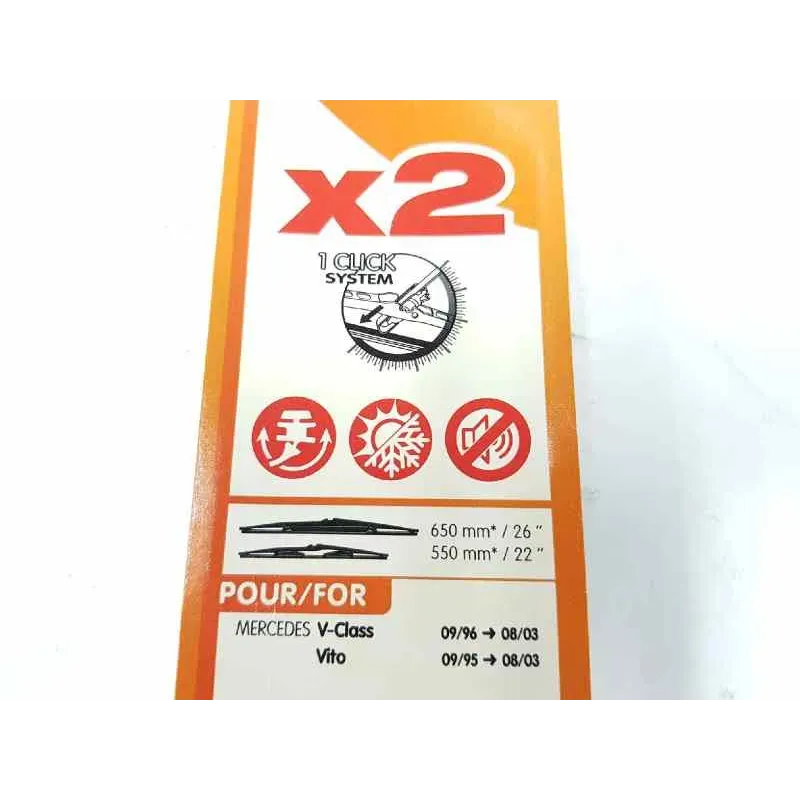 x2
1 CLICK
SYSTEM
650 mm* / 26 "
550 mm* / 22 "
POUR/FOR
MERCEDES V-Class 09/96 → 08/03
Vito 09/95 → 08/03